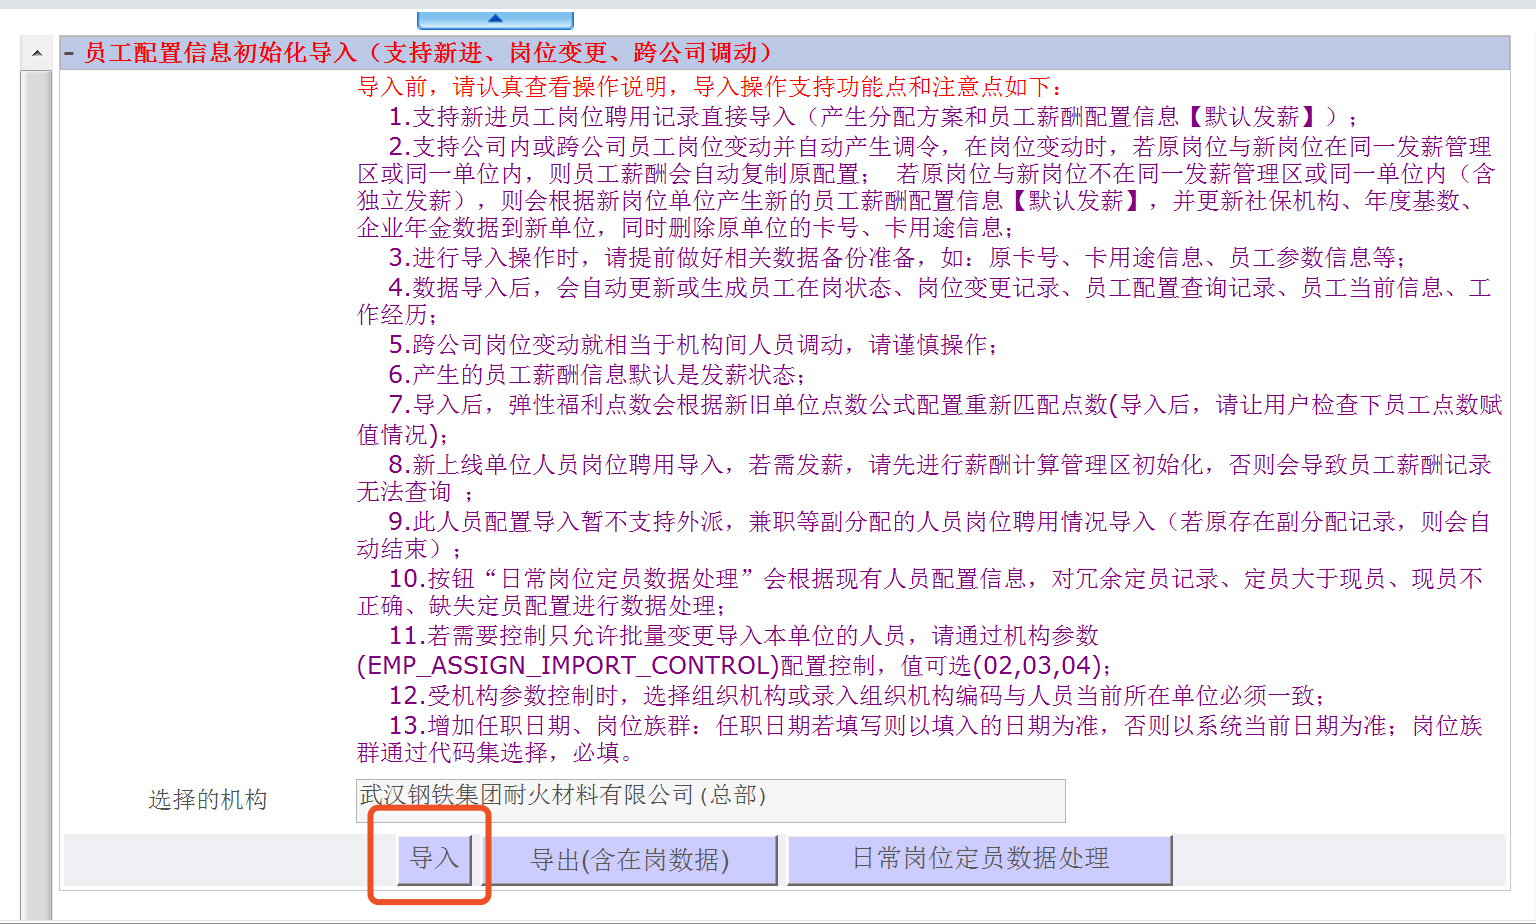 - 员工配置信息初始化导入（支持新进、岗位变更、跨公司调动）
导入前，请认真查看操作说明，导入操作支持功能点和注意点如下：
1.支持新进员工岗位聘用记录直接导入（产生分配方案和员工薪酬配置信息【默认发薪】）；
2.支持公司内或跨公司员工岗位变动并自动产生调令，在岗位变动时，若原岗位与新岗位在同一发薪管理
区或同一单位内，则员工薪酬会自动复制原配置； 若原岗位与新岗位不在同一发薪管理区或同一单位内（含
独立发薪），则会根据新岗位单位产生新的员工薪酬配置信息【默认发薪】，并更新社保机构、年度基数、
企业年金数据到新单位，同时删除原单位的卡号、卡用途信息；
3.进行导入操作时，请提前做好相关数据备份准备，如：原卡号、卡用途信息、员工参数信息等；
4.数据导入后，会自动更新或生成员工在岗状态、岗位变更记录、员工配置查询记录、员工当前信息、工
作经历；
5.跨公司岗位变动就相当于机构间人员调动，请谨慎操作；
6.产生的员工薪酬信息默认是发薪状态；
7.导入后，弹性福利点数会根据新旧单位点数公式配置重新匹配点数(导入后，请让用户检查下员工点数赋
值情况)；
8.新上线单位人员岗位聘用导入，若需发薪，请先进行薪酬计算管理区初始化，否则会导致员工薪酬记录
无法查询 ；
9.此人员配置导入暂不支持外派，兼职等副分配的人员岗位聘用情况导入（若原存在副分配记录，则会自
动结束）；
10.按钮“日常岗位定员数据处理”会根据现有人员配置信息，对冗余定员记录、定员大于现员、现员不
正确、缺失定员配置进行数据处理；
11.若需要控制只允许批量变更导入本单位的人员，请通过机构参数
(EMP_ASSIGN_IMPORT_CONTROL)配置控制，值可选(02,03,04)；
12.受机构参数控制时，选择组织机构或录入组织机构编码与人员当前所在单位必须一致；
13.增加任职日期、岗位族群：任职日期若填写则以填入的日期为准，否则以系统当前日期为准；岗位族
群通过代码集选择，必填。
选择的机构 武汉钢铁集团耐火材料有限公司(总部)
导入 导出(含在岗数据) 日常岗位定员数据处理